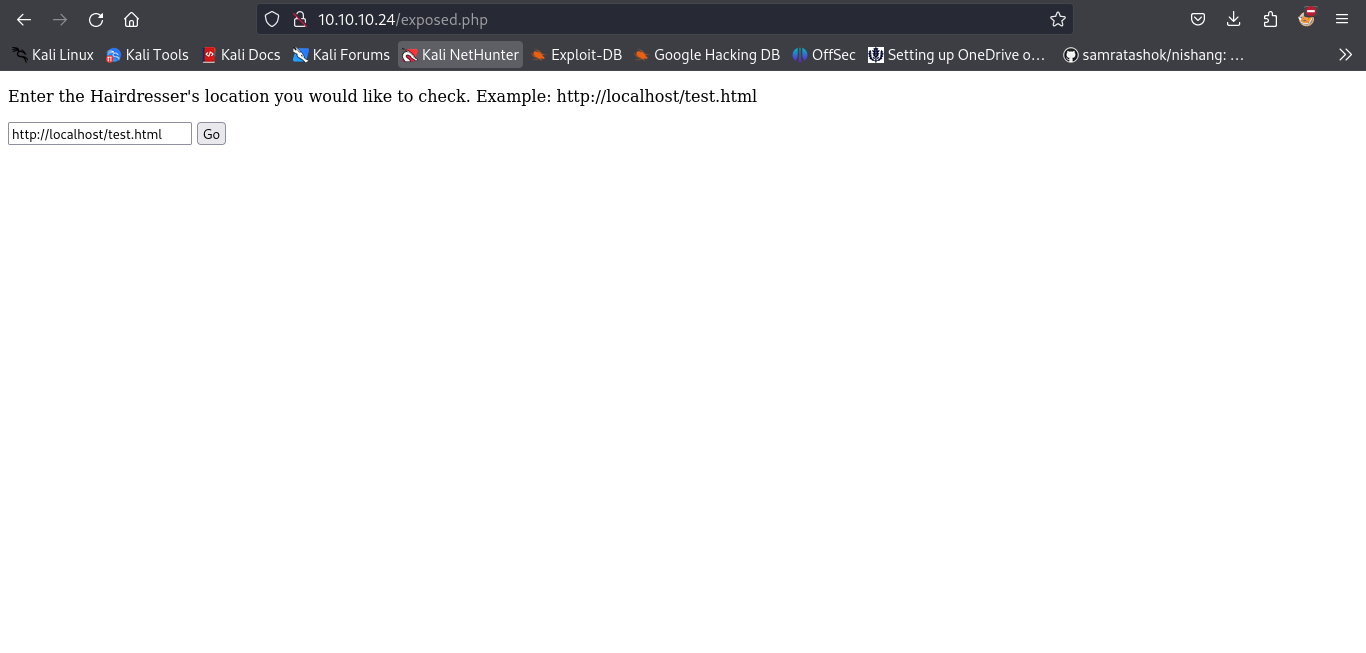 10.10.10.24/exposed.php
Kali Linux Kali Tools Kali Docs Kali Forums Kali NetHunter Exploit-DB Google Hacking DB OffSec Setting up OneDrive o... samratashok/nishang: ...
Enter the Hairdresser's location you would like to check. Example: http://localhost/test.html
http://localhost/test.html Go